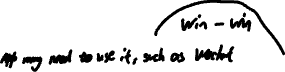 win - win
may need to use it, such as